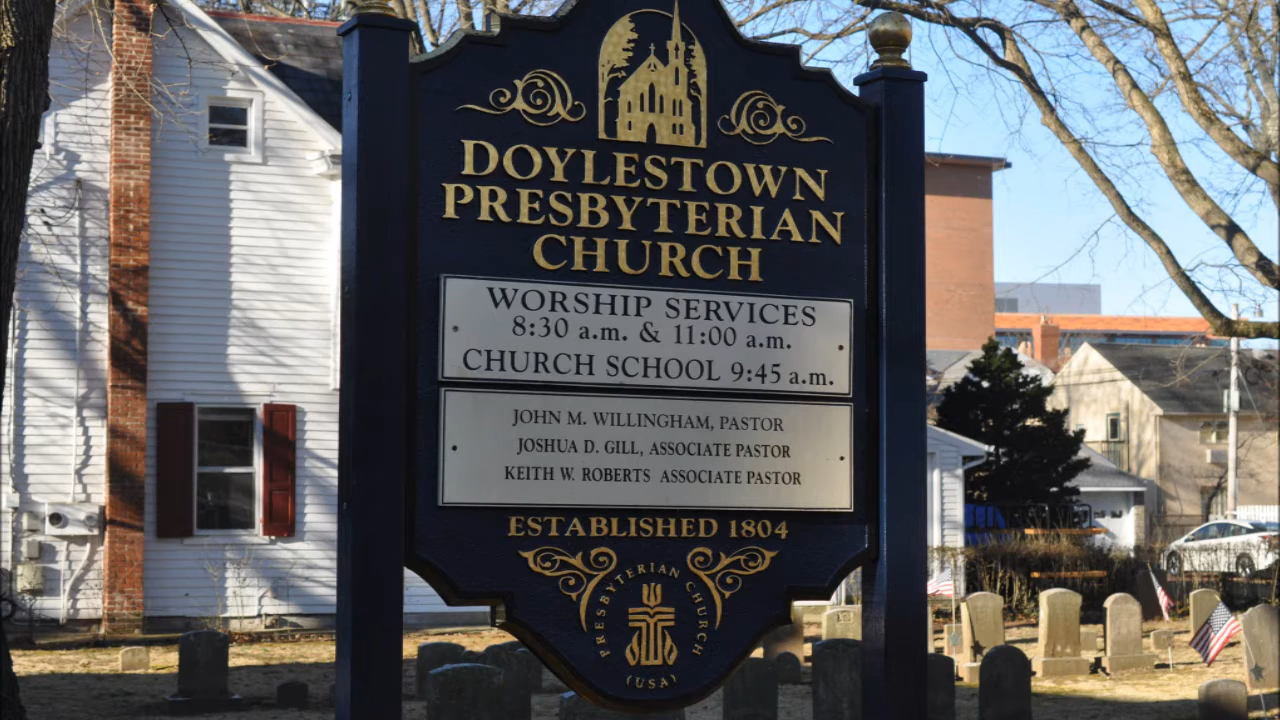 DOYLESTOWN
PRESBYTERIAN
CHURCH
WORSHIP SERVICES
8:30 a.m. & 11:00 a.m.
CHURCH SCHOOL 9:45 a.m.
JOHN M. WILLINGHAM, PASTOR
JOSHUA D. GILL, ASSOCIATE PASTOR
KEITH W. ROBERTS ASSOCIATE PASTOR
ESTABLISHED 1804
PRESBYTERIAN CHURCH
(USA)